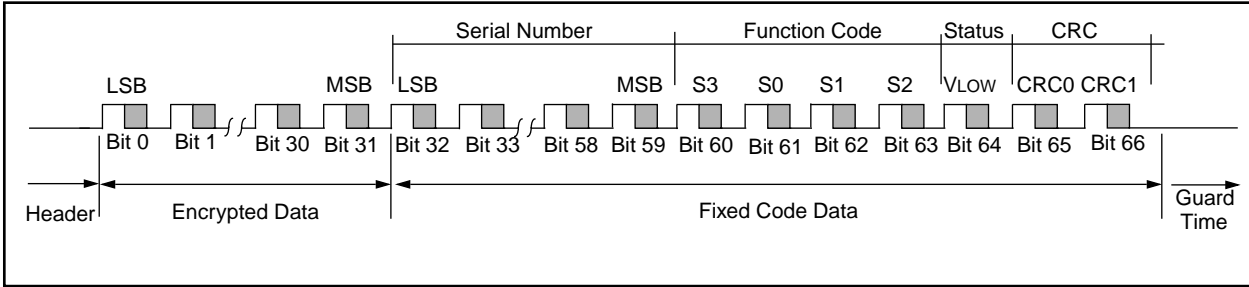 Serial Number Function Code Status CRC
LSB MSB LSB MSB S3 S0 S1 S2 VLOW CRC0 CRC1
Bit 0 Bit 1 Bit 30 Bit 31 Bit 32 Bit 33 Bit 58 Bit 59 Bit 60 Bit 61 Bit 62 Bit 63 Bit 64 Bit 65 Bit 66
Header Encrypted Data Fixed Code Data Guard
Time